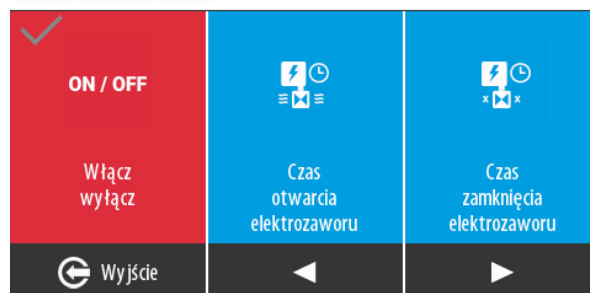 ON / OFF
Włącz
wyłącz
Czas
otwarcia
elektrozaworu
Czas
zamknięcia
elektrozaworu
Wyjście